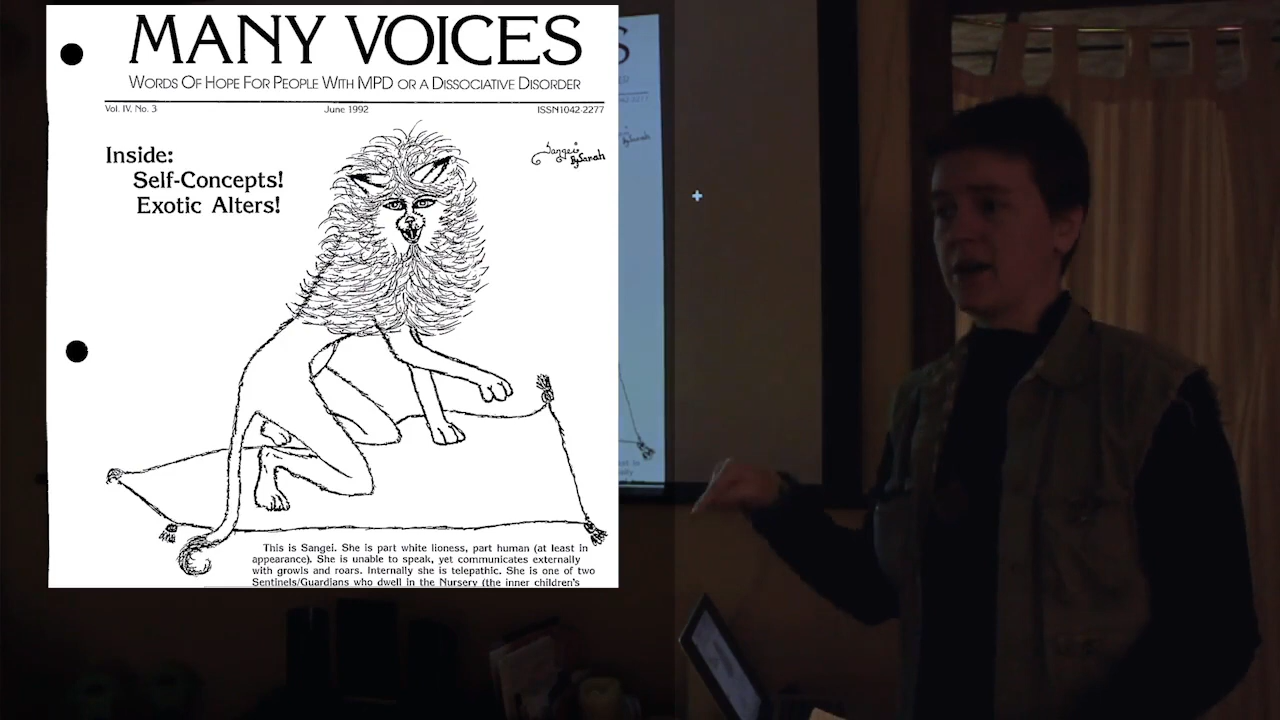 MANY VOICES
WORDS OF HOPE FOR PEOPLE WITH MPD OR A DISSOCIATIVE DISORDER
Vol. IV, No. 3 June 1992 ISSN1042-2277
Inside:
Self-Concepts!
Exotic Alters!
Sangei
By Sarah
This is Sangei. She is part white lioness, part human (at least in
appearance). She is unable to speak, yet communicates externally
with growls and roars. Internally she is telepathic. She is one of two
Sentinels/Guardians who dwell in the Nursery (the inner children's